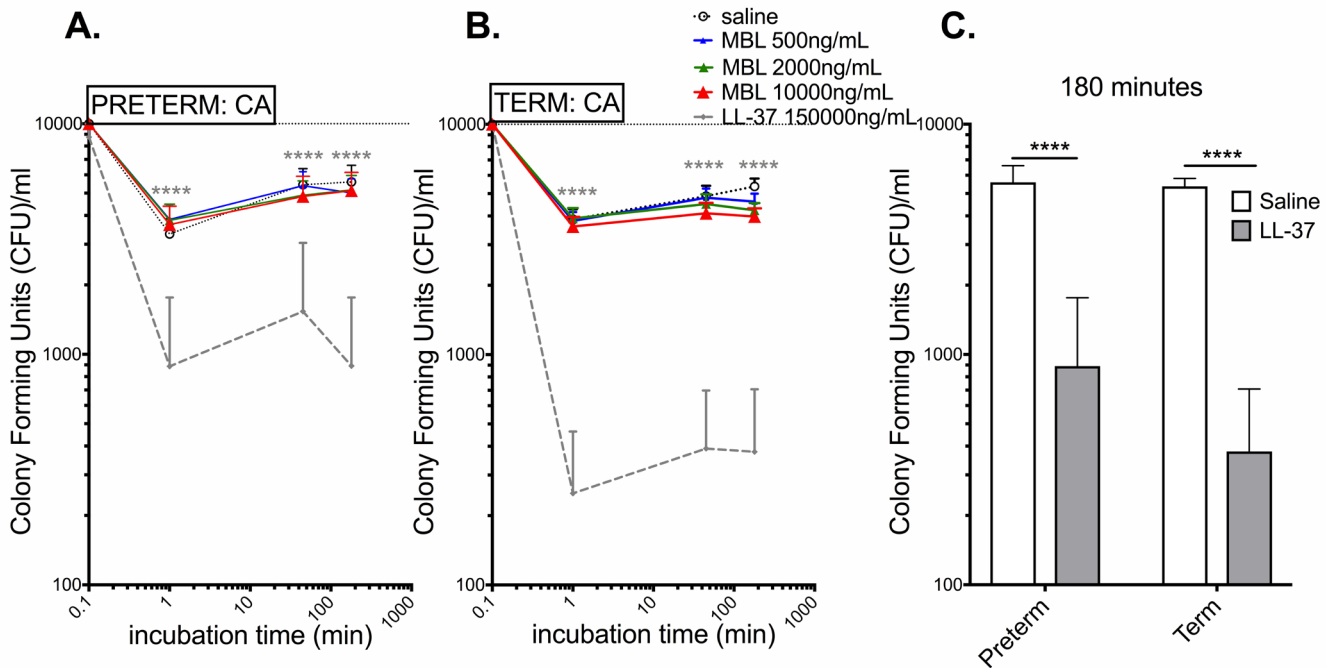 A.
PRETERM: CA
Colony Forming Units (CFU)/ml
10000
1000
100
****
****
****
0.1
1
10
100
1000
incubation time (min)
B.
TERM: CA
saline
MBL 500ng/mL
MBL 2000ng/mL
MBL 10000ng/mL
LL-37 150000ng/mL
Colony Forming Units (CFU)/ml
10000
1000
100
****
****
****
0.1
1
10
100
1000
incubation time (min)
C.
180 minutes
Colony Forming Units (CFU)/ml
10000
1000
100
****
****
Saline
LL-37
Preterm
Term